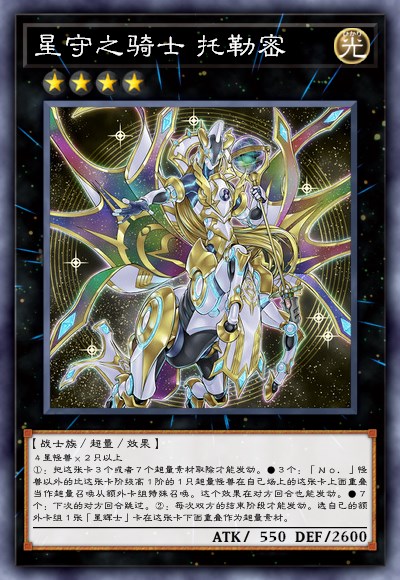 星守之骑士 托勒密
光
【战士族／超量／效果】
4星怪兽×2只以上
①：把这张卡3个或者7个超量素材取除才能发动。●3个：「No.」怪
兽以外的比这张卡阶级高1阶的1只超量怪兽在自己场上的这张卡上面重叠
当作超量召唤从额外卡组特殊召唤。这个效果在对方回合也能发动。●7
个：下次的对方回合跳过。②：每次双方的结束阶段才能发动。选自己的额
外卡组1张「星辉士」卡在这张卡下面重叠作为超量素材。
ATK/ 550 DEF/2600